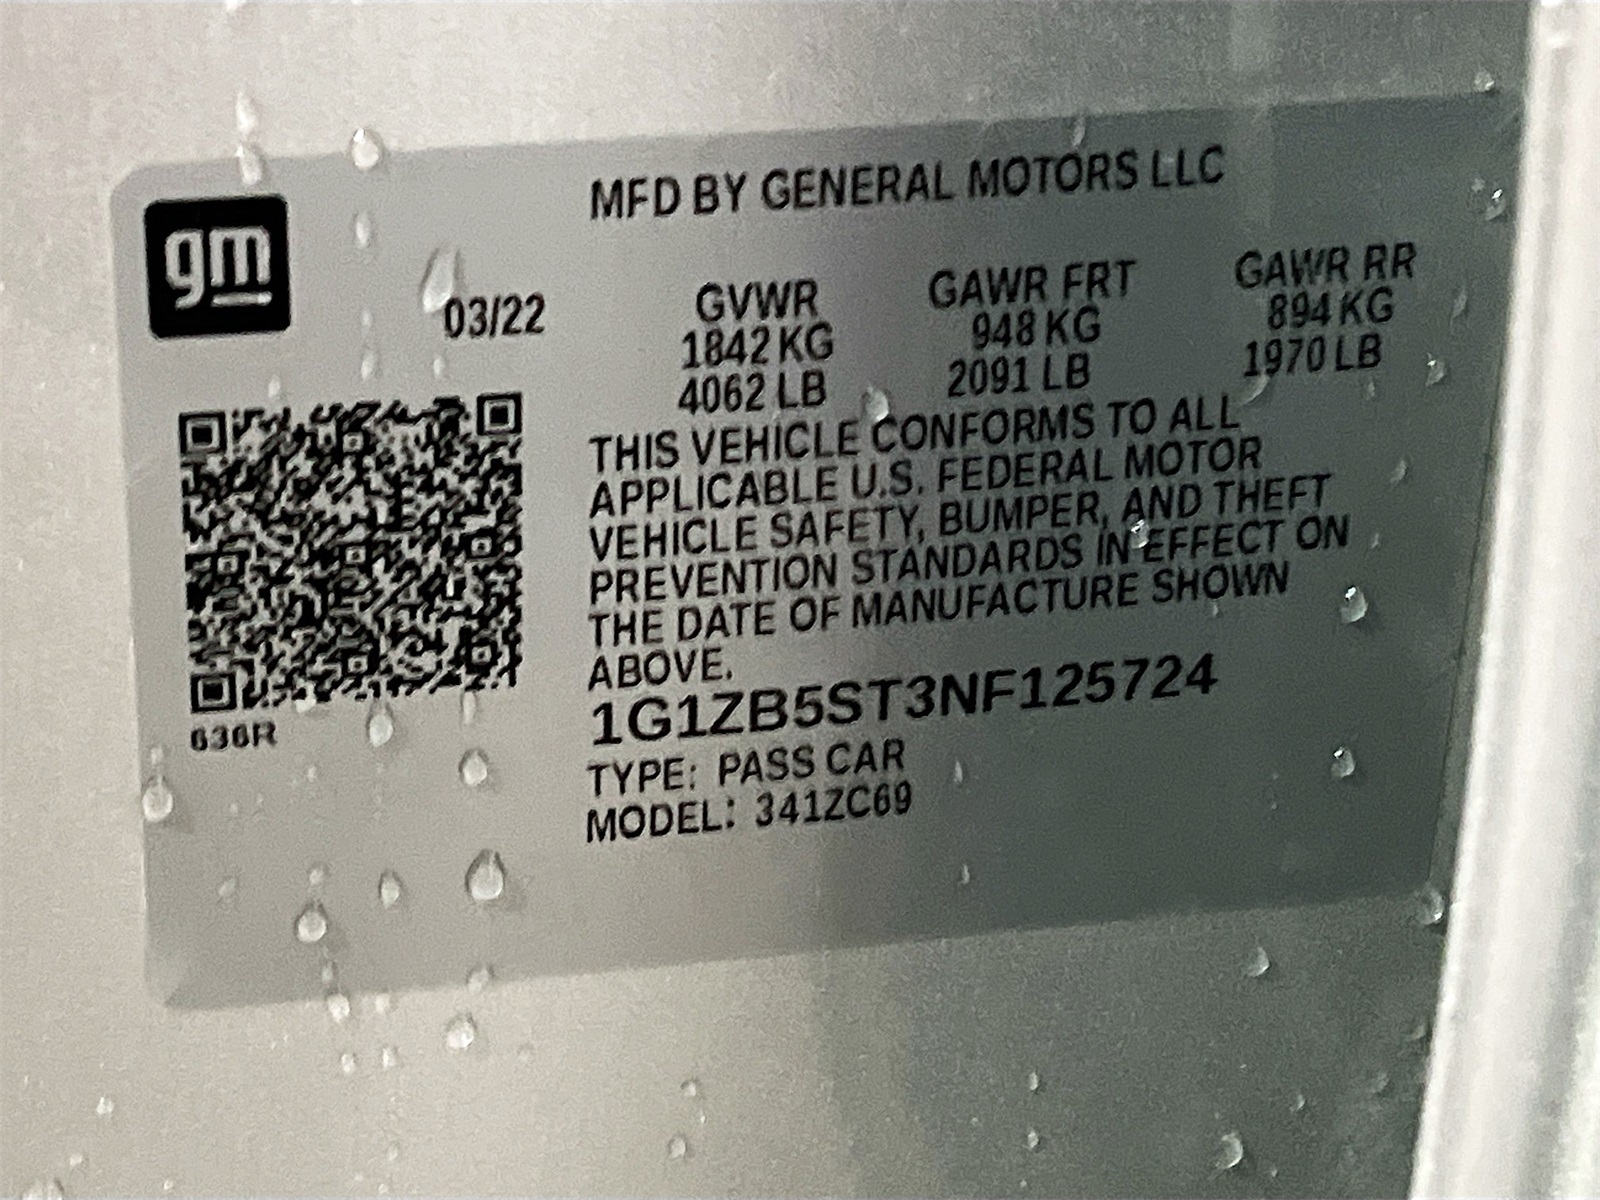 gm
MFD BY GENERAL MOTORS LLC
03/22
GVWR GAWR FRT GAWR RR
1842 KG 948 KG 894 KG
4062 LB 2091 LB 1970 LB
THIS VEHICLE CONFORMS TO ALL
APPLICABLE U.S. FEDERAL MOTOR
VEHICLE SAFETY, BUMPER, AND THEFT
PREVENTION STANDARDS IN EFFECT ON
THE DATE OF MANUFACTURE SHOWN
ABOVE.
1G1ZB5ST3NF125724
TYPE: PASS CAR
MODEL: 341ZC69
636R